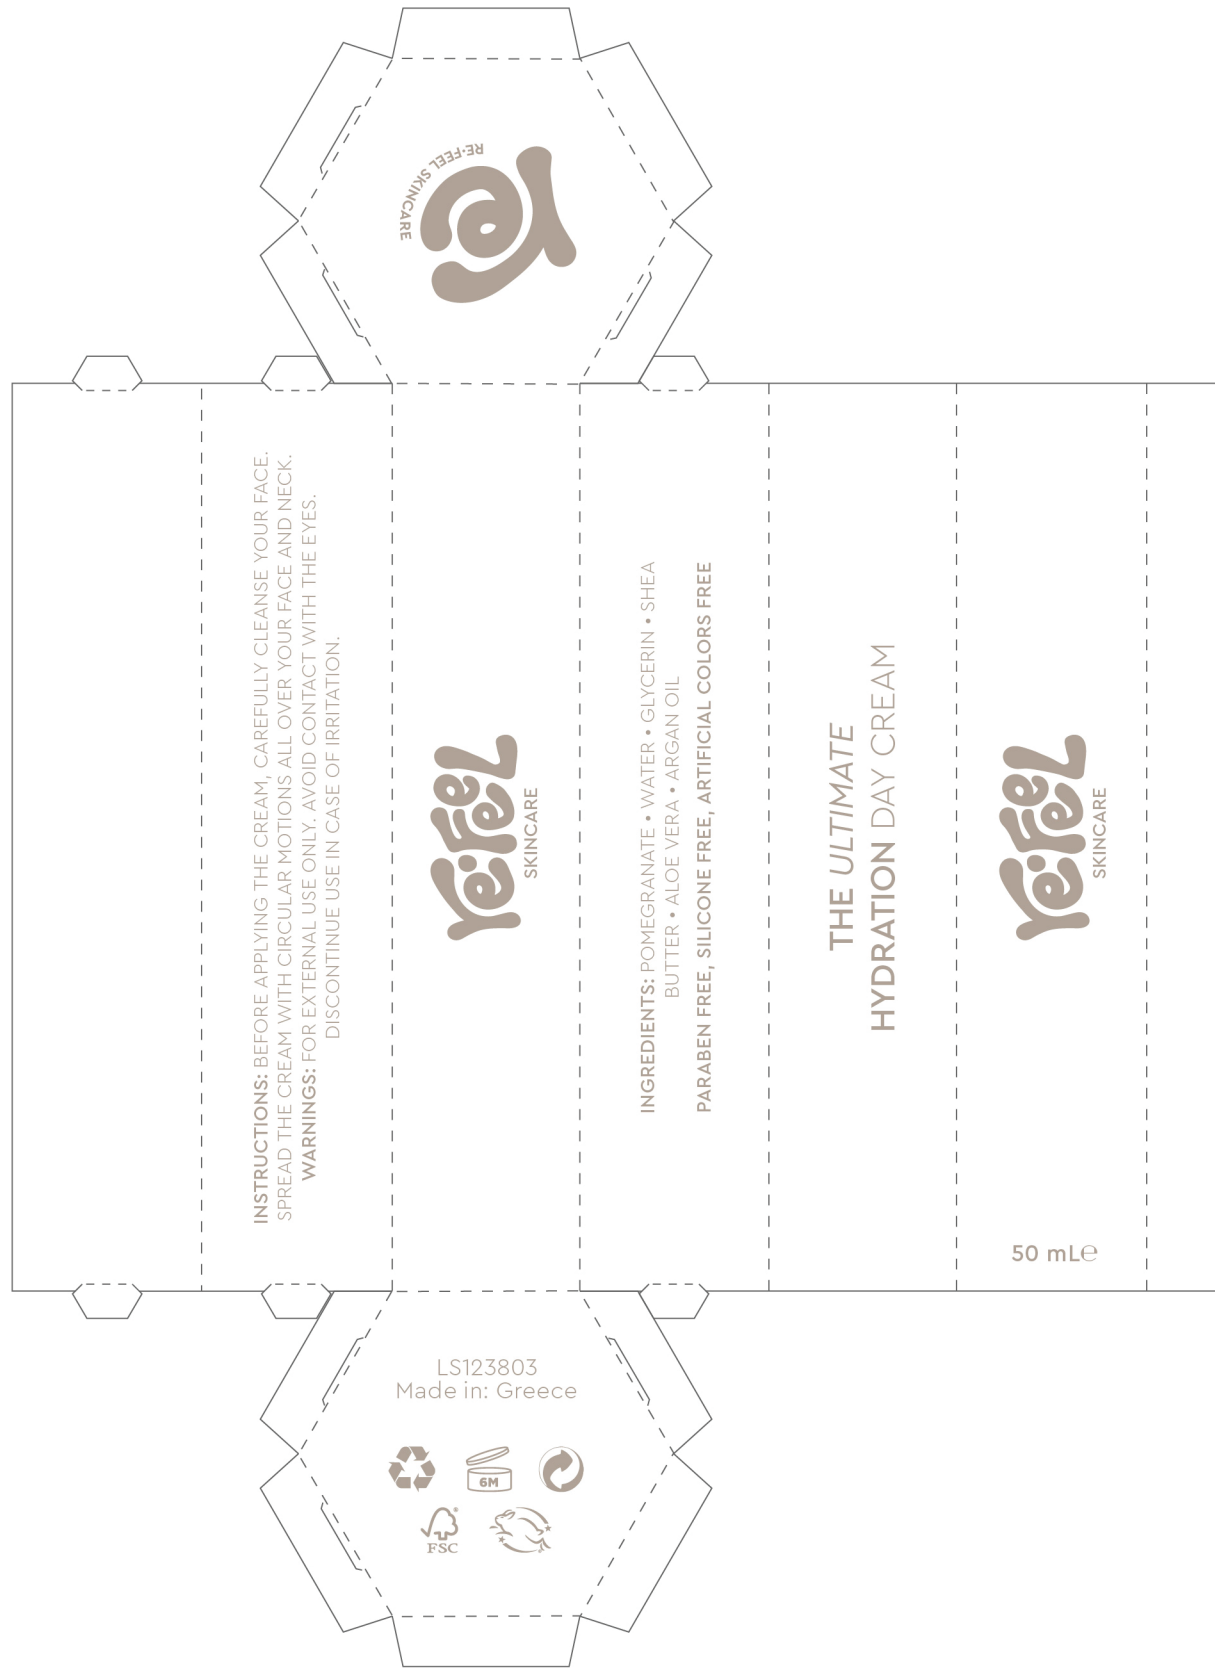 RE·FEEL SKINCARE
re
INSTRUCTIONS: BEFORE APPLYING THE CREAM, CAREFULLY CLEANSE YOUR FACE.
SPREAD THE CREAM WITH CIRCULAR MOTIONS ALL OVER YOUR FACE AND NECK.
WARNINGS: FOR EXTERNAL USE ONLY. AVOID CONTACT WITH THE EYES.
DISCONTINUE USE IN CASE OF IRRITATION.
re·FeeL
SKINCARE
INGREDIENTS: POMEGRANATE • WATER • GLYCERIN • SHEA
BUTTER • ALOE VERA • ARGAN OIL
PARABEN FREE, SILICONE FREE, ARTIFICIAL COLORS FREE
THE ULTIMATE
HYDRATION DAY CREAM
re·FeeL
SKINCARE
50 mL℮
LS123803
Made in: Greece
6M
FSC®